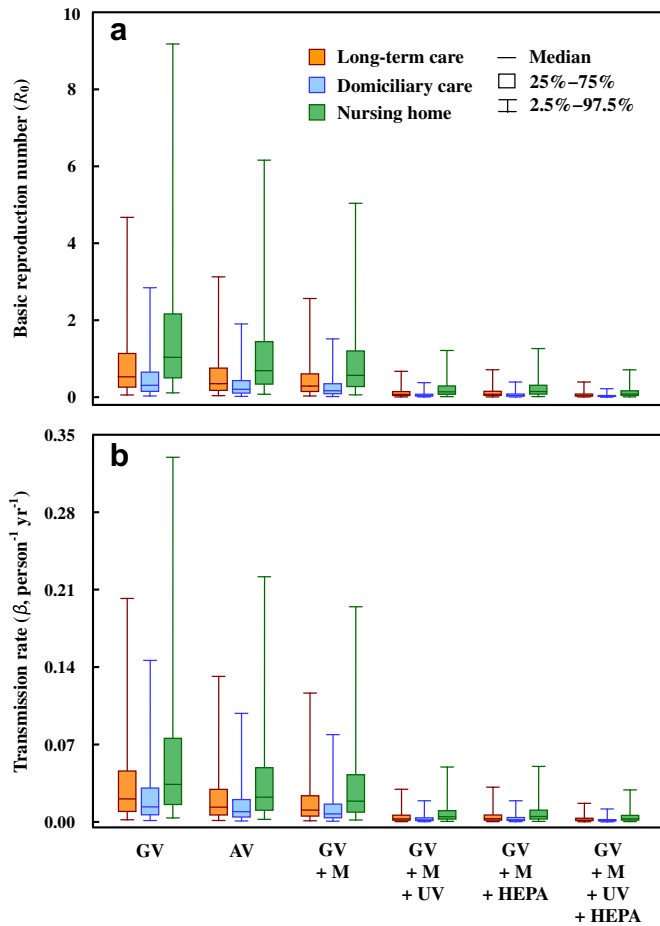 a
Long-term care
Domiciliary care
Nursing home
Median
25%–75%
2.5%–97.5%
Basic reproduction number (R0)
10
8
6
4
2
0
b
Transmission rate (β, person-1 yr-1)
0.35
0.28
0.21
0.14
0.07
0.00
GV
AV
GV
+ M
GV
+ M
+ UV
GV
+ M
+ HEPA
GV
+ M
+ UV
+ HEPA